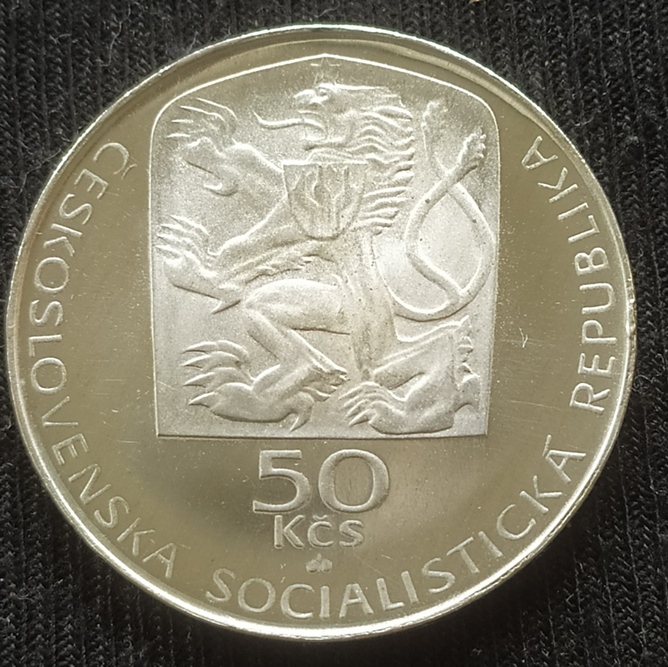 ČESKOSLOVENSKÁ SOCIALISTICKÁ REPUBLIKA
50
Kčs